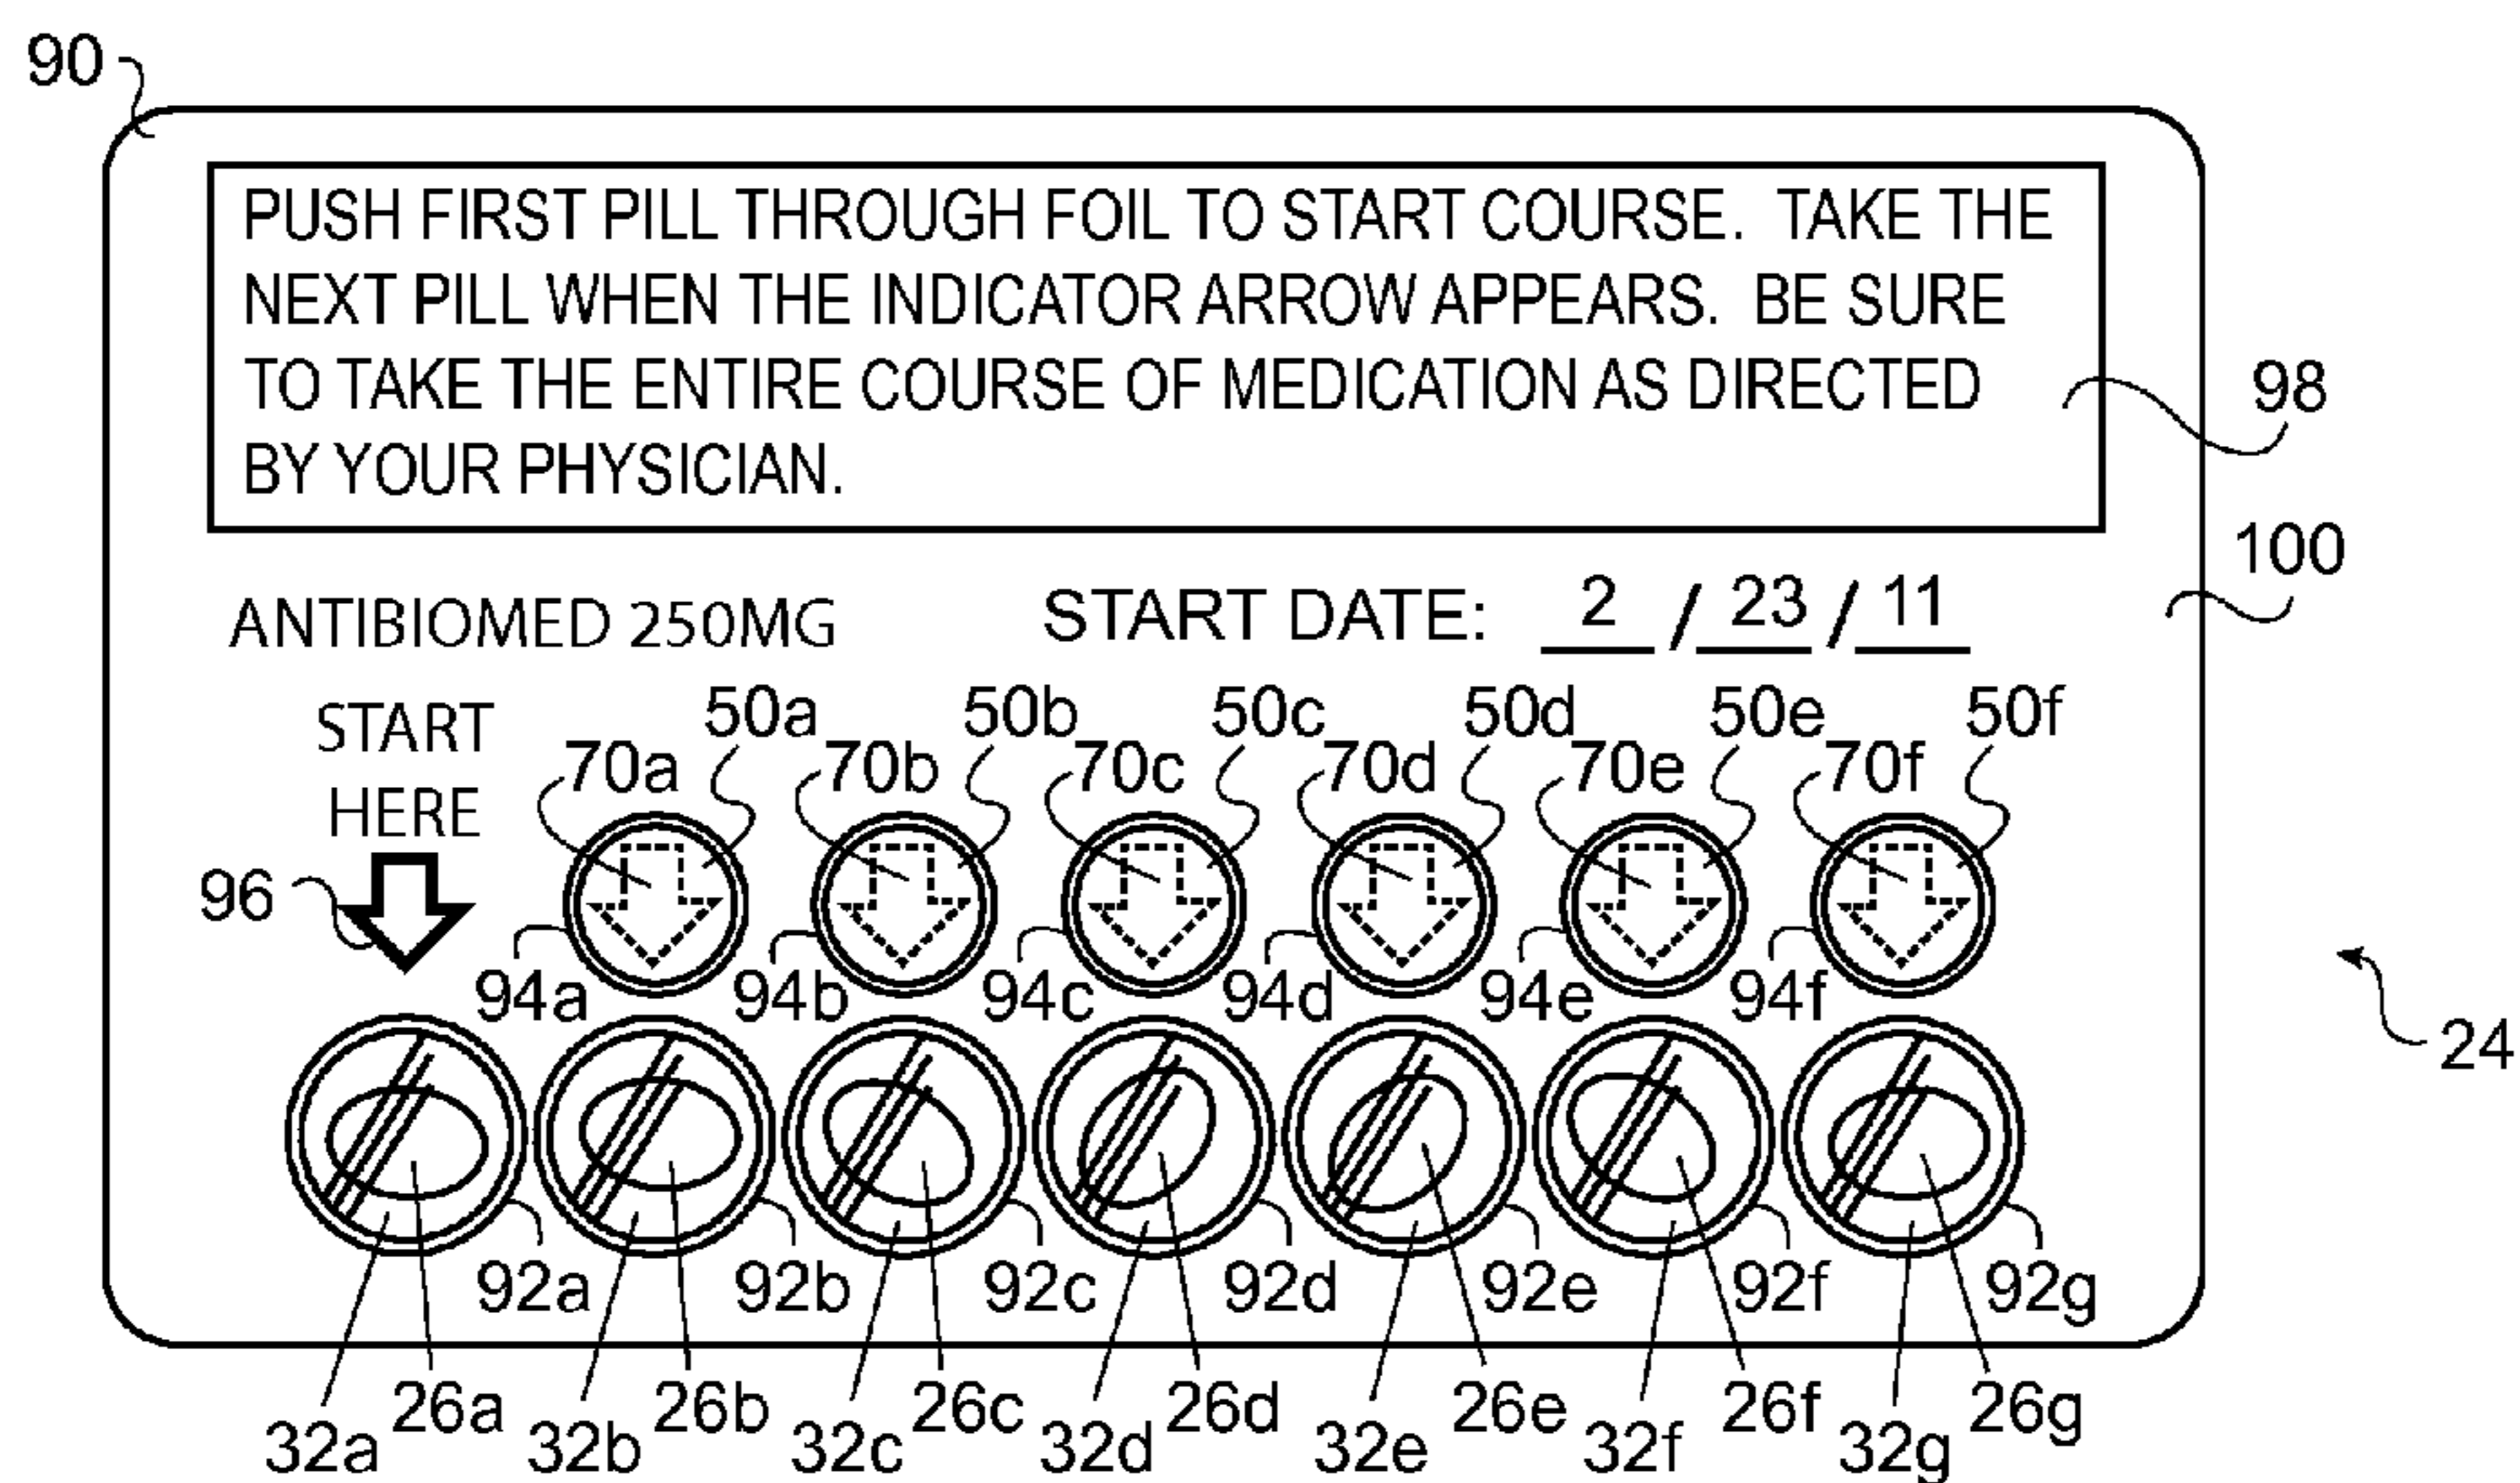 90
PUSH FIRST PILL THROUGH FOIL TO START COURSE. TAKE THE
NEXT PILL WHEN THE INDICATOR ARROW APPEARS. BE SURE
TO TAKE THE ENTIRE COURSE OF MEDICATION AS DIRECTED
BY YOUR PHYSICIAN.
98
100
ANTIBIOMED 250MG START DATE: 2 / 23 / 11
START
HERE
50a 50b 50c 50d 50e 50f
70a 70b 70c 70d 70e 70f
96
94a 94b 94c 94d 94e 94f
24
92a 92b 92c 92d 92e 92f 92g
26a 26b 26c 26d 26e 26f 26g
32a 32b 32c 32d 32e 32f 32g